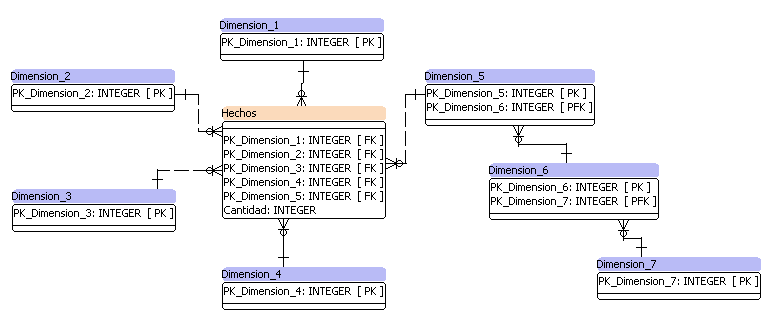 Dimension_1
PK_Dimension_1: INTEGER [ PK ]
Dimension_2
PK_Dimension_2: INTEGER [ PK ]
Dimension_5
PK_Dimension_5: INTEGER [ PK ]
PK_Dimension_6: INTEGER [ PFK ]
Hechos
PK_Dimension_1: INTEGER [ FK ]
PK_Dimension_2: INTEGER [ FK ]
PK_Dimension_3: INTEGER [ FK ]
PK_Dimension_4: INTEGER [ FK ]
PK_Dimension_5: INTEGER [ FK ]
Cantidad: INTEGER
Dimension_6
PK_Dimension_6: INTEGER [ PK ]
PK_Dimension_7: INTEGER [ PFK ]
Dimension_3
PK_Dimension_3: INTEGER [ PK ]
Dimension_4
PK_Dimension_4: INTEGER [ PK ]
Dimension_7
PK_Dimension_7: INTEGER [ PK ]